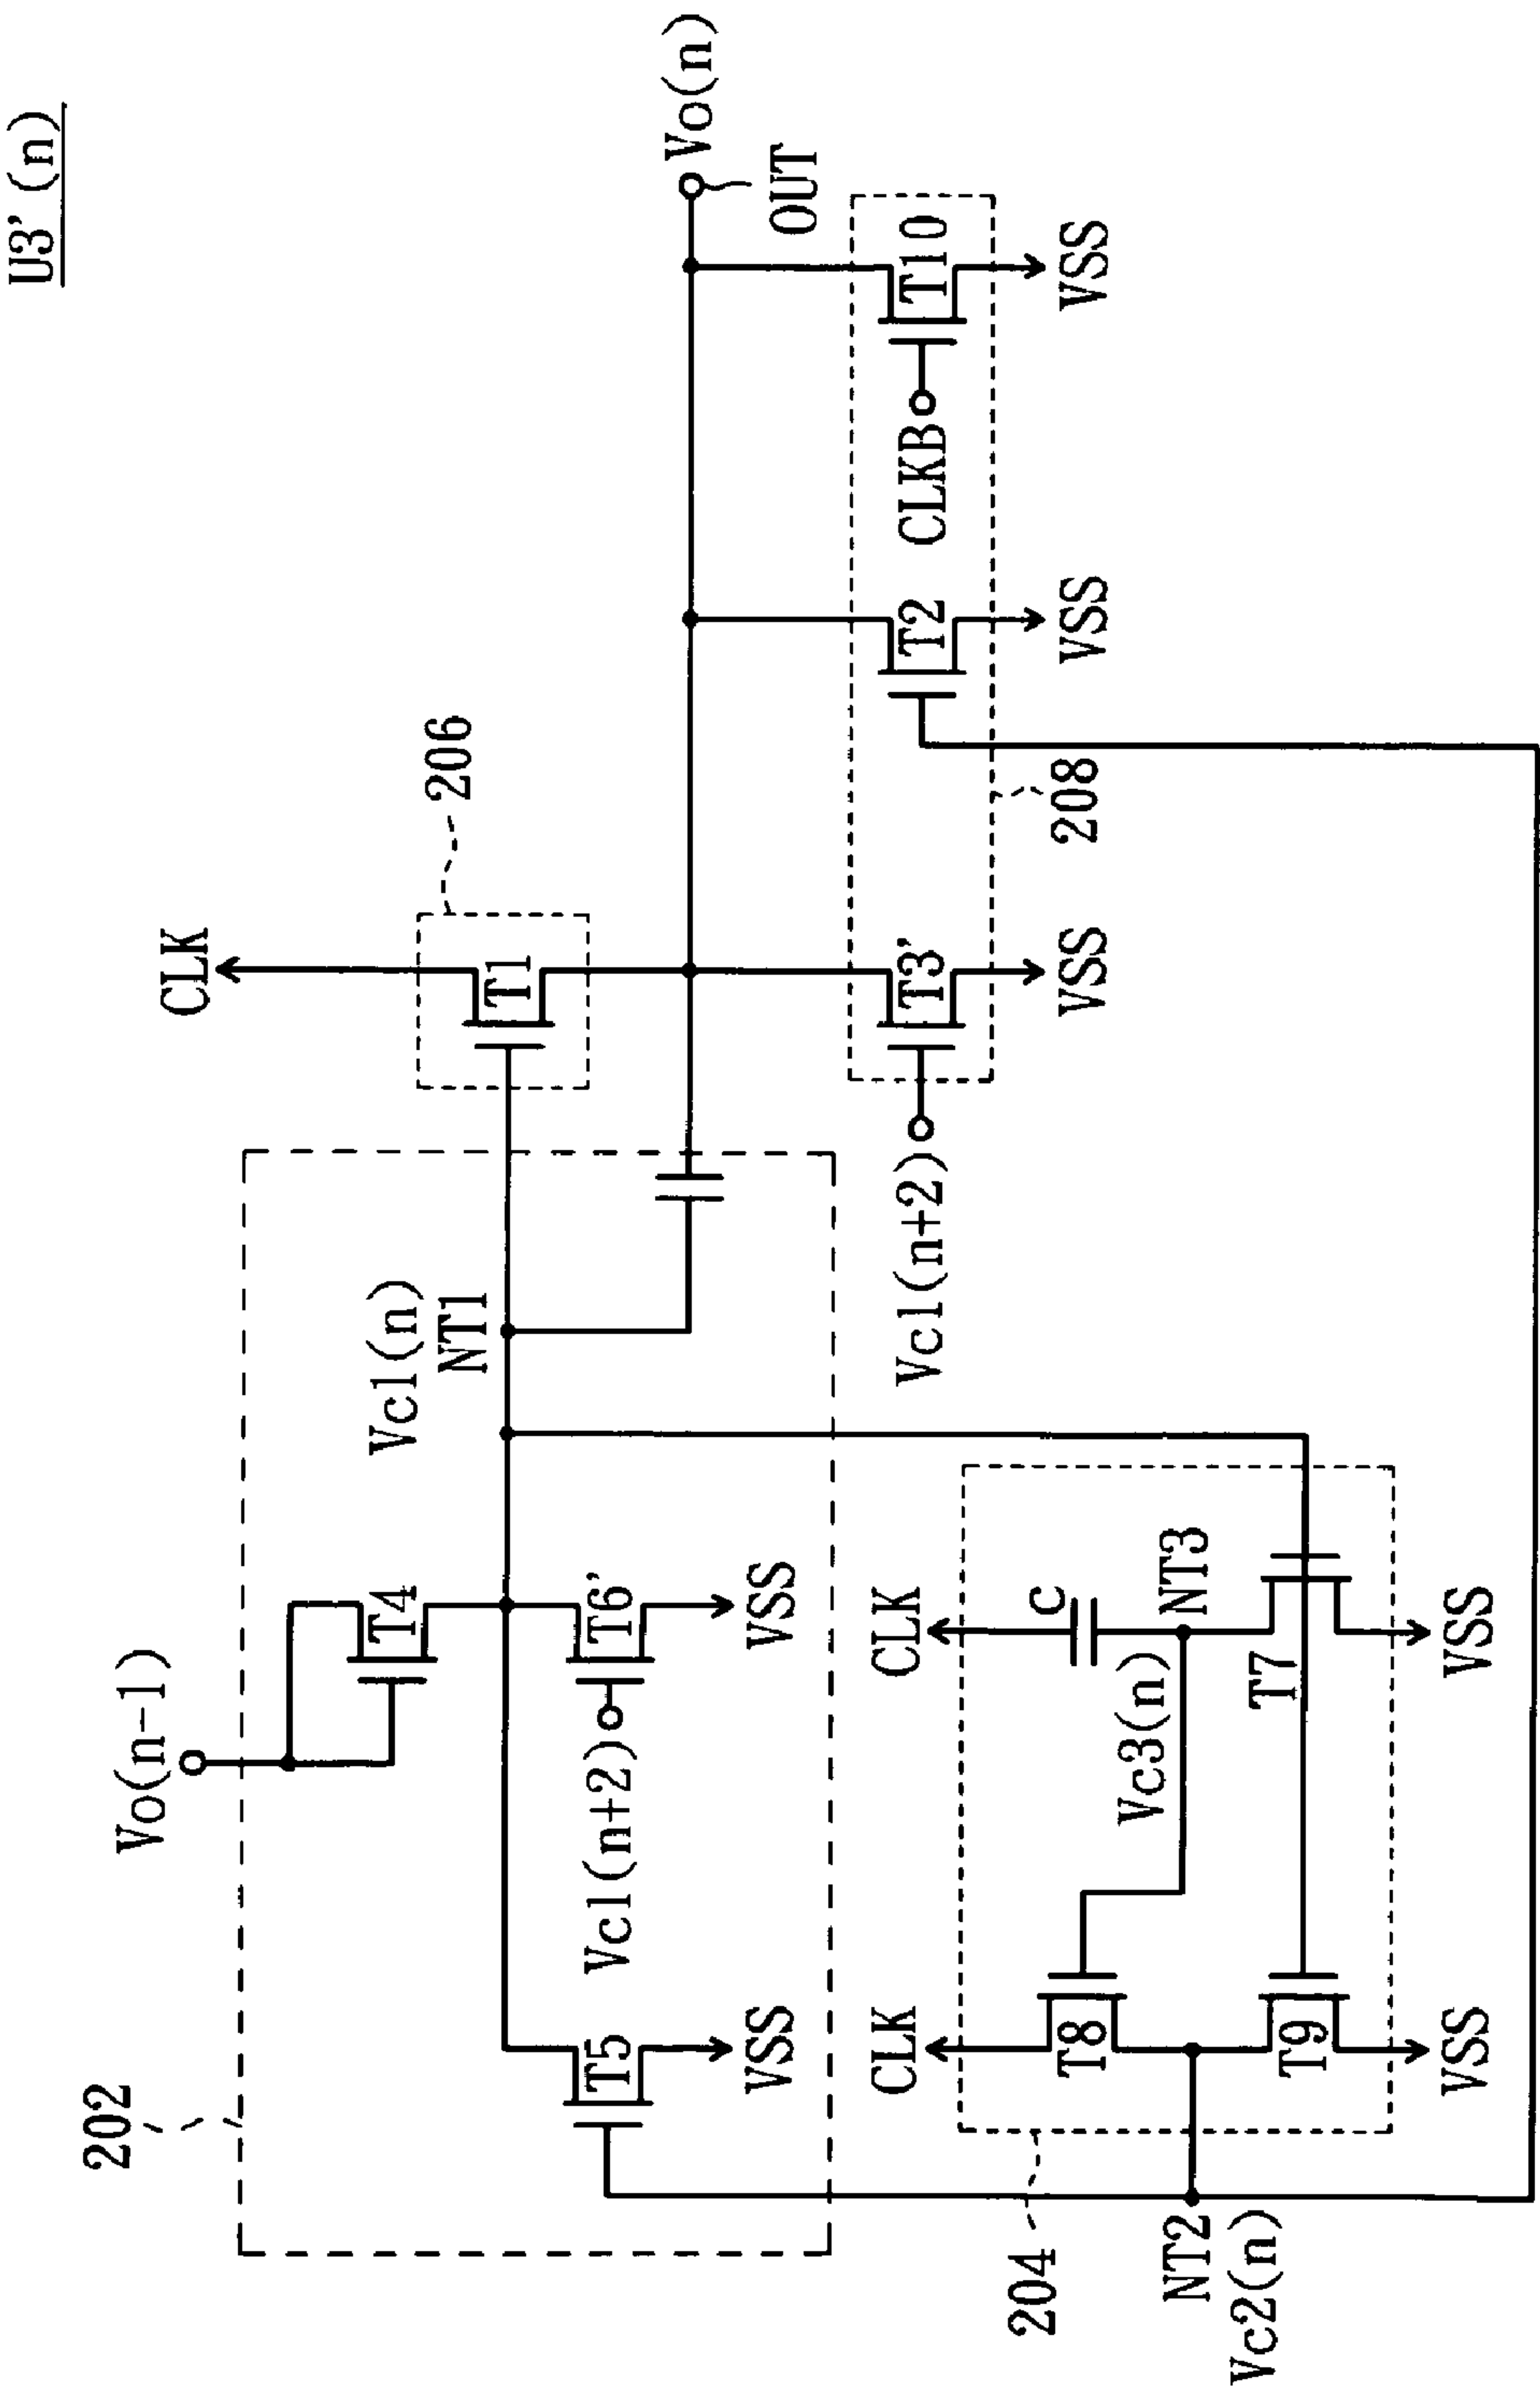 U3'(n)
202
Vo(n-1)
CLK
T4
Vc1(n)
NT1
206
T1
T5
Vc1(n+2)
T6'
Vo(n)
VSS
VSS
OUT
CLK
CLK
Vc1(n+2)
T3'
T2
CLKB
T10
204
C
208
VSS
VSS
VSS
T8
Vc3(n)
NT2
NT3
Vc2(n)
T9
T7
VSS
VSS